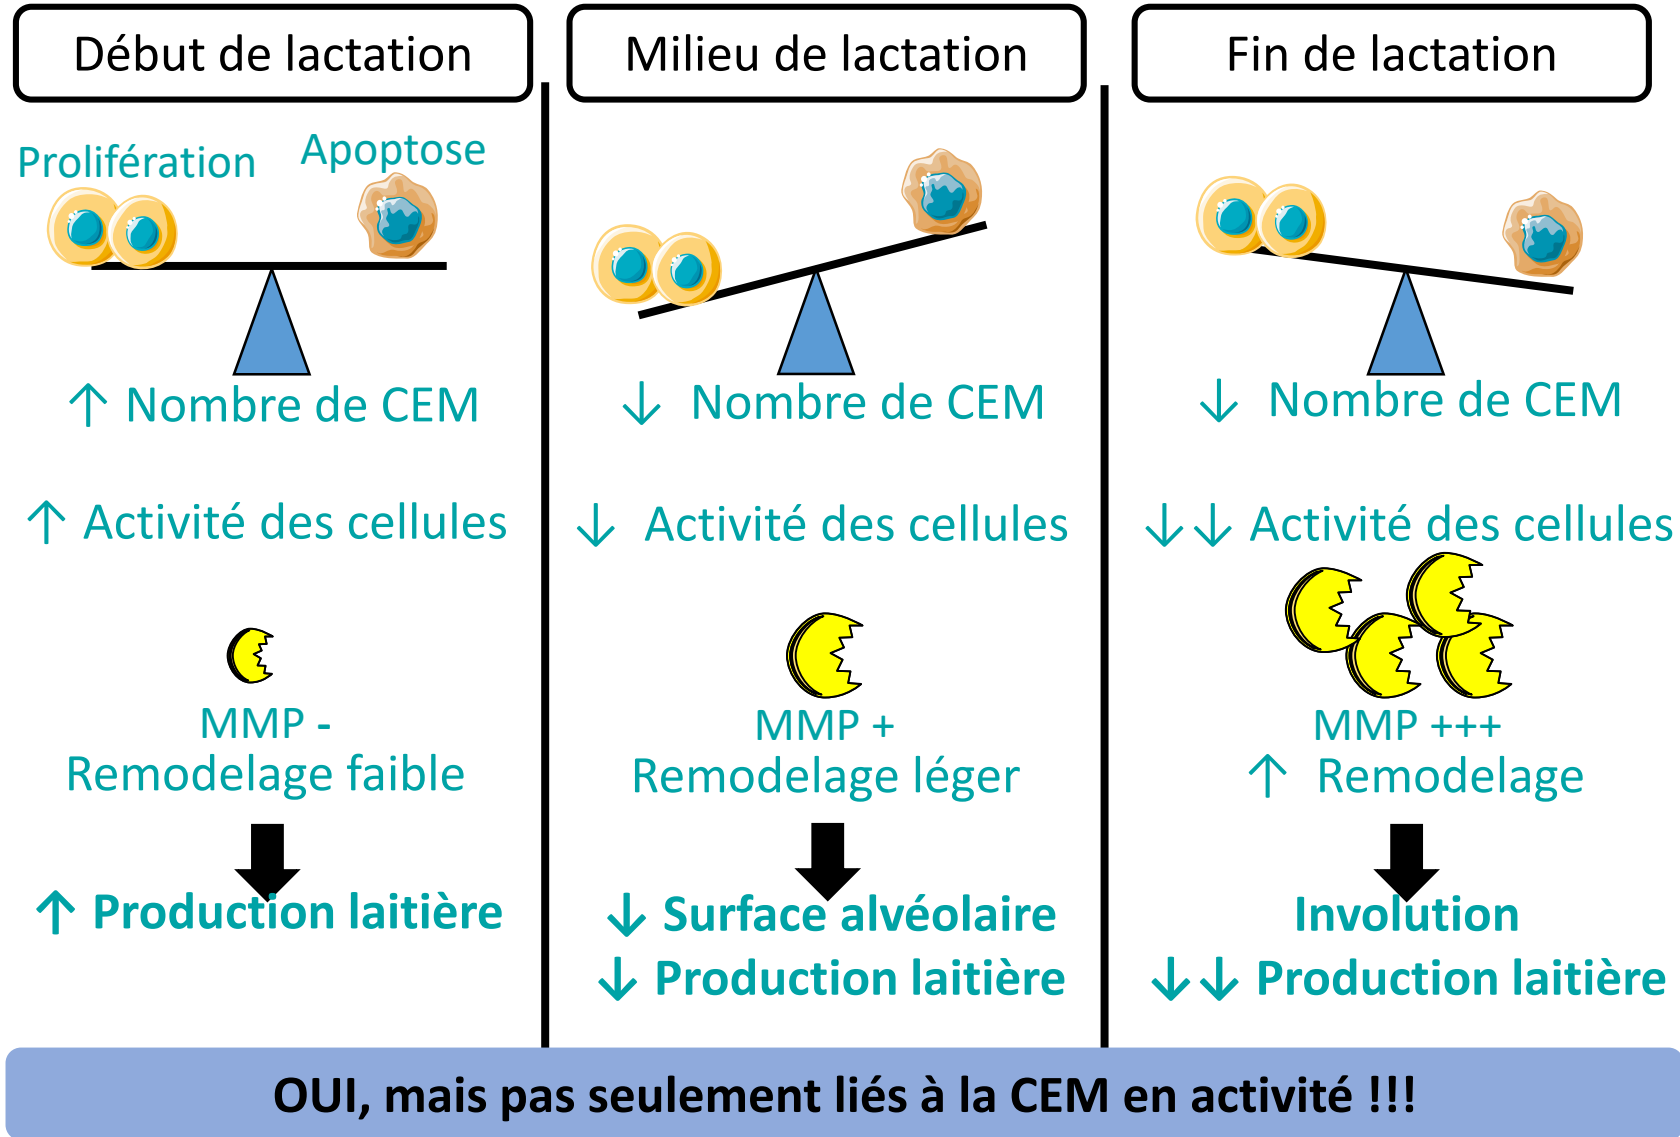 Début de lactation
Prolifération
Apoptose
↑ Nombre de CEM
↑ Activité des cellules
MMP -
Remodelage faible
↑ Production laitière
Milieu de lactation
↓ Nombre de CEM
↓ Activité des cellules
MMP +
Remodelage léger
↓ Surface alvéolaire
↓ Production laitière
Fin de lactation
↓ Nombre de CEM
↓↓ Activité des cellules
MMP +++
↑ Remodelage
Involution
↓↓ Production laitière
OUI, mais pas seulement liés à la CEM en activité !!!